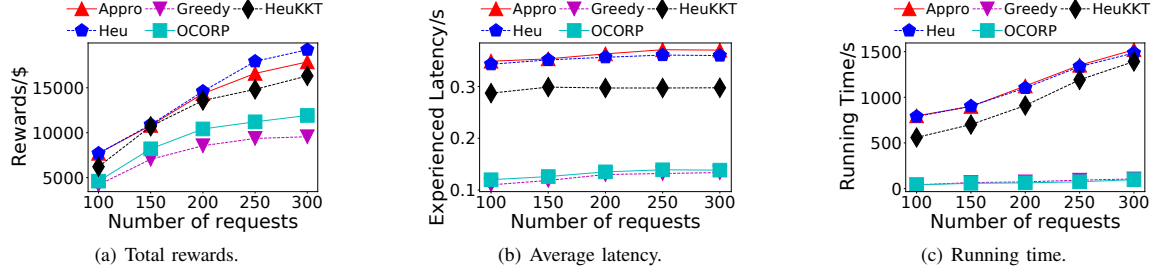 Appro Greedy HeuKKT
Heu OCORP
Rewards/$
15000
10000
5000
100 150 200 250 300
Number of requests
(a) Total rewards.
Appro Greedy HeuKKT
Heu OCORP
Experienced Latency/s
0.3
0.2
0.1
100 150 200 250 300
Number of requests
(b) Average latency.
Appro Greedy HeuKKT
Heu OCORP
Running Time/s
1500
1000
500
0
100 150 200 250 300
Number of requests
(c) Running time.